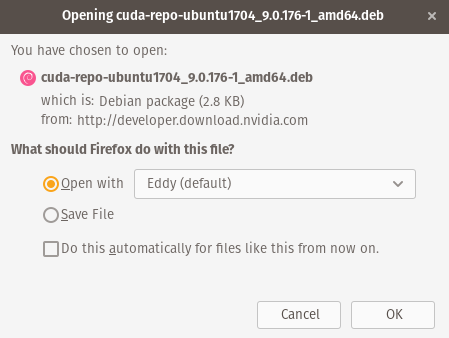 Opening cuda-repo-ubuntu1704_9.0.176-1_amd64.deb
You have chosen to open:
cuda-repo-ubuntu1704_9.0.176-1_amd64.deb
which is: Debian package (2.8 KB)
from: http://developer.download.nvidia.com
What should Firefox do with this file?
Open with Eddy (default)
Save File
Do this automatically for files like this from now on.
Cancel OK